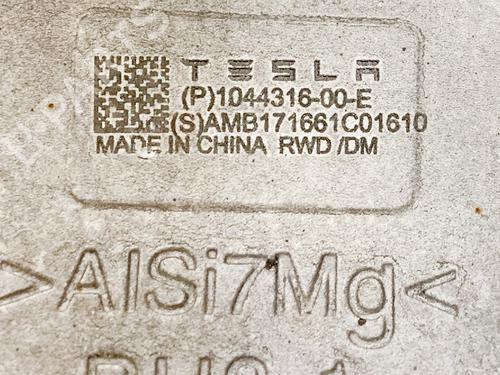 TESLA
(P)1044316-00-E
(S)AMB171661C01610
MADE IN CHINA RWD /DM
>AlSi7Mg<